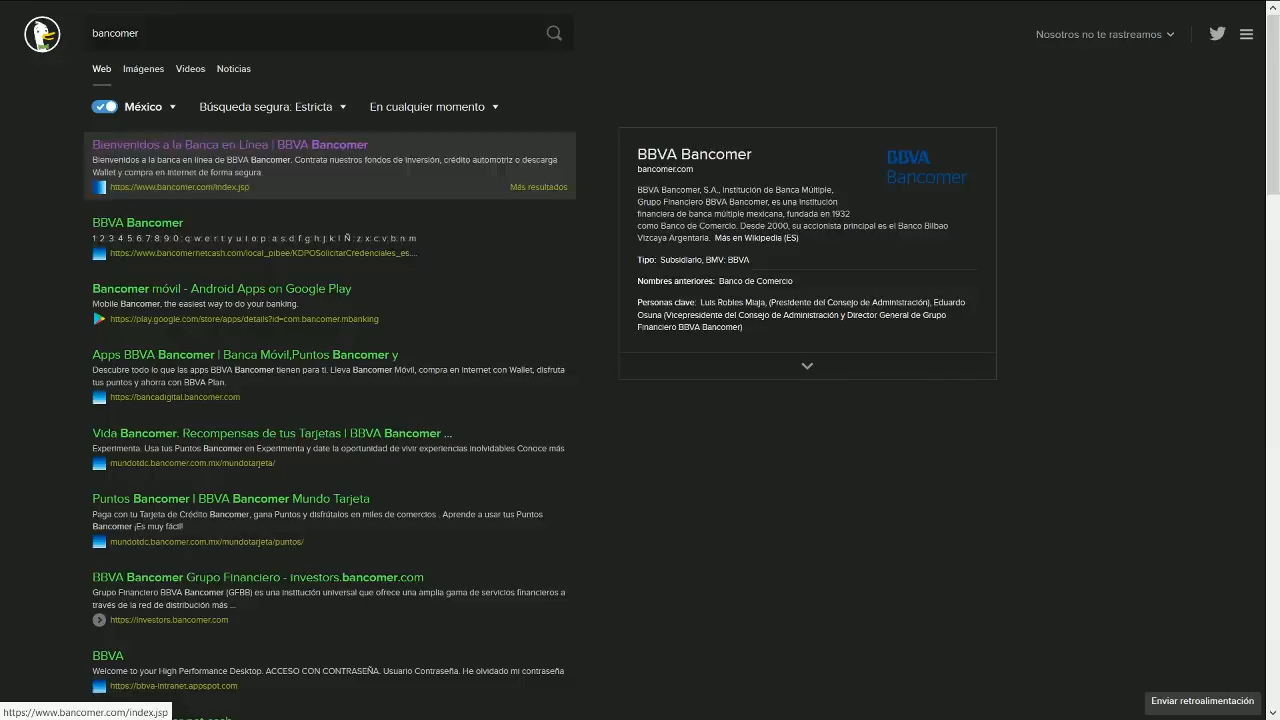 bancomer
Nosotros no te rastreamos
Web Imágenes Videos Noticias
México Búsqueda segura: Estricta En cualquier momento
Bienvenidos a la Banca en Línea | BBVA Bancomer
Bienvenidos a la banca en línea de BBVA Bancomer. Contrata nuestros fondos de inversión, crédito automotriz o descarga
Wallet y compra en internet de forma segura.
https://www.bancomer.com/index.jsp Más resultados
BBVA Bancomer
1 2 3 4 5 6 7 8 9 0 ; q w e r t y u i o p a s d f g h j k l Ñ z x c v b n m
https://www.bancomernetcash.com/local_pibee/KDPOSolicitarCredenciales_es....
Bancomer móvil - Android Apps on Google Play
Mobile Bancomer, the easiest way to do your banking.
https://play.google.com/store/apps/details?id=com.bancomer.mbanking
Apps BBVA Bancomer | Banca Móvil,Puntos Bancomer y
Descubre todo lo que las apps BBVA Bancomer tienen para ti. Lleva Bancomer Móvil, compra en Internet con Wallet, disfruta
tus puntos y ahorra con BBVA Plan.
https://bancadigital.bancomer.com
Vida Bancomer. Recompensas de tus Tarjetas | BBVA Bancomer ...
Experimenta. Usa tus Puntos Bancomer en Experimenta y date la oportunidad de vivir experiencias inolvidables Conoce más
mundotdc.bancomer.com.mx/mundotarjeta/
Puntos Bancomer | BBVA Bancomer Mundo Tarjeta
Paga con tu Tarjeta de Crédito Bancomer, gana Puntos y disfrútalos en miles de comercios . Aprende a usar tus Puntos
Bancomer ¡Es muy fácil!
mundotdc.bancomer.com.mx/mundotarjeta/puntos/
BBVA Bancomer Grupo Financiero - investors.bancomer.com
Grupo Financiero BBVA Bancomer (GFBB) es una institución universal que ofrece una amplia gama de servicios financieros a
través de la red de distribución más ...
https://investors.bancomer.com
BBVA
Welcome to your High Performance Desktop. ACCESO CON CONTRASEÑA. Usuario Contraseña. He olvidado mi contraseña
https://bbva-intranet.appspot.com
https://www.bancomer.com/index.jsp
BBVA Bancomer
bancomer.com
BBVA
Bancomer
BBVA Bancomer, S.A., Institución de Banca Múltiple,
Grupo Financiero BBVA Bancomer, es una institución
financiera de banca múltiple mexicana, fundada en 1932
como Banco de Comercio. Desde 2000, su accionista principal es el Banco Bilbao
Vizcaya Argentaria. Más en Wikipedia (ES)
Tipo: Subsidiario, BMV: BBVA
Nombres anteriores: Banco de Comercio
Personas clave: Luis Robles Miaja, (Presidente del Consejo de Administración), Eduardo
Osuna (Vicepresidente del Consejo de Administración y Director General de Grupo
Financiero BBVA Bancomer)
Enviar retroalimentación